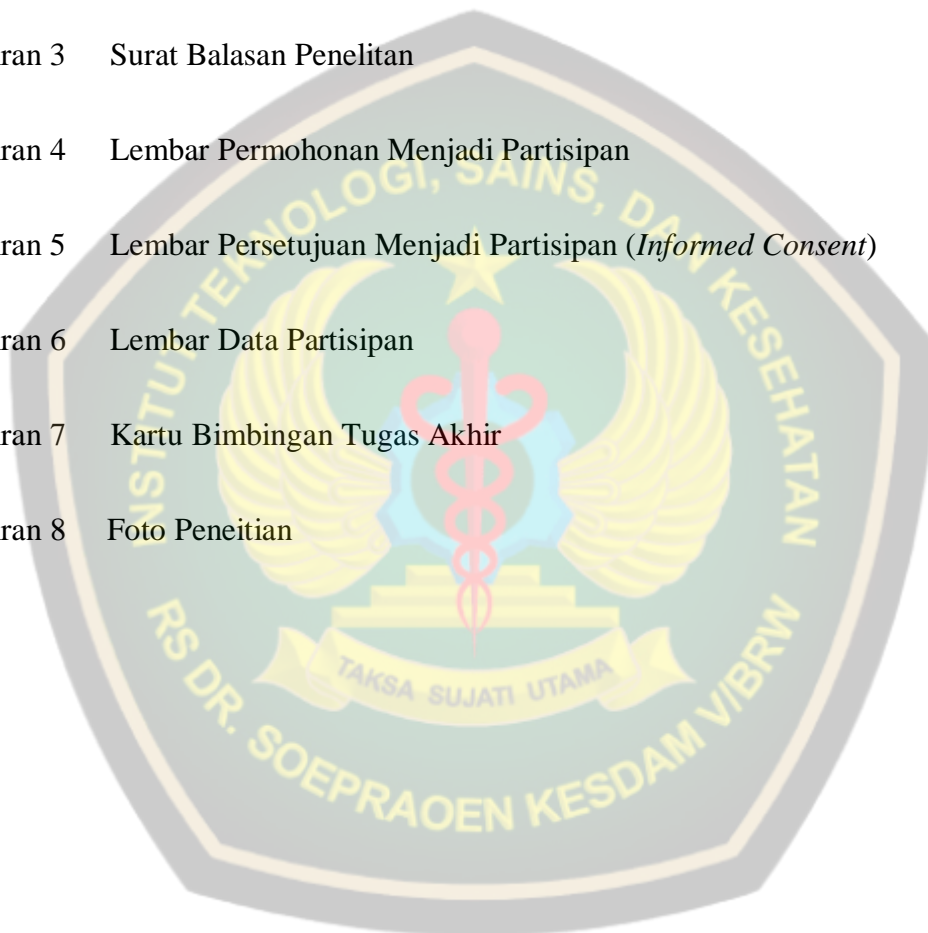 ran 3 Surat Balasan Penelitan
ran 4 Lembar Permohonan Menjadi Partisipan
ran 5 Lembar Persetujuan Menjadi Partisipan (Informed Consent)
ran 6 Lembar Data Partisipan
ran 7 Kartu Bimbingan Tugas Akhir
ran 8 Foto Peneitian
INSTITUT TEKNOLOGI, SAINS, DAN KESEHATAN
TAKSA SUJATI UTAMA
RS DR. SOEPRAOEN KESDAM V/BRW